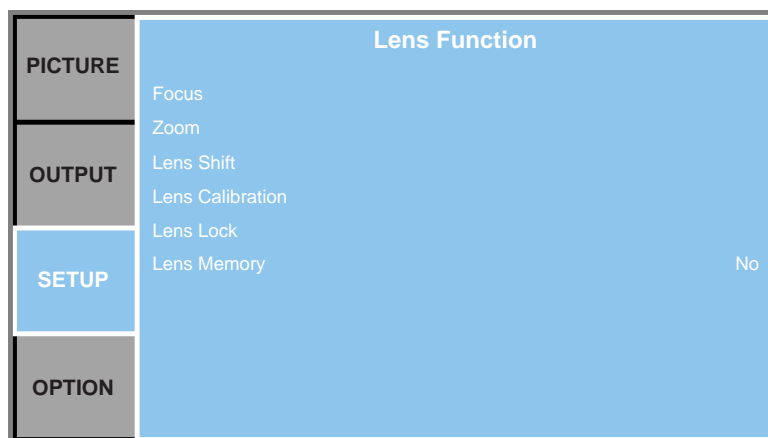 PICTURE
OUTPUT
SETUP
OPTION
Lens Function
Focus
Zoom
Lens Shift
Lens Calibration
Lens Lock
Lens Memory No